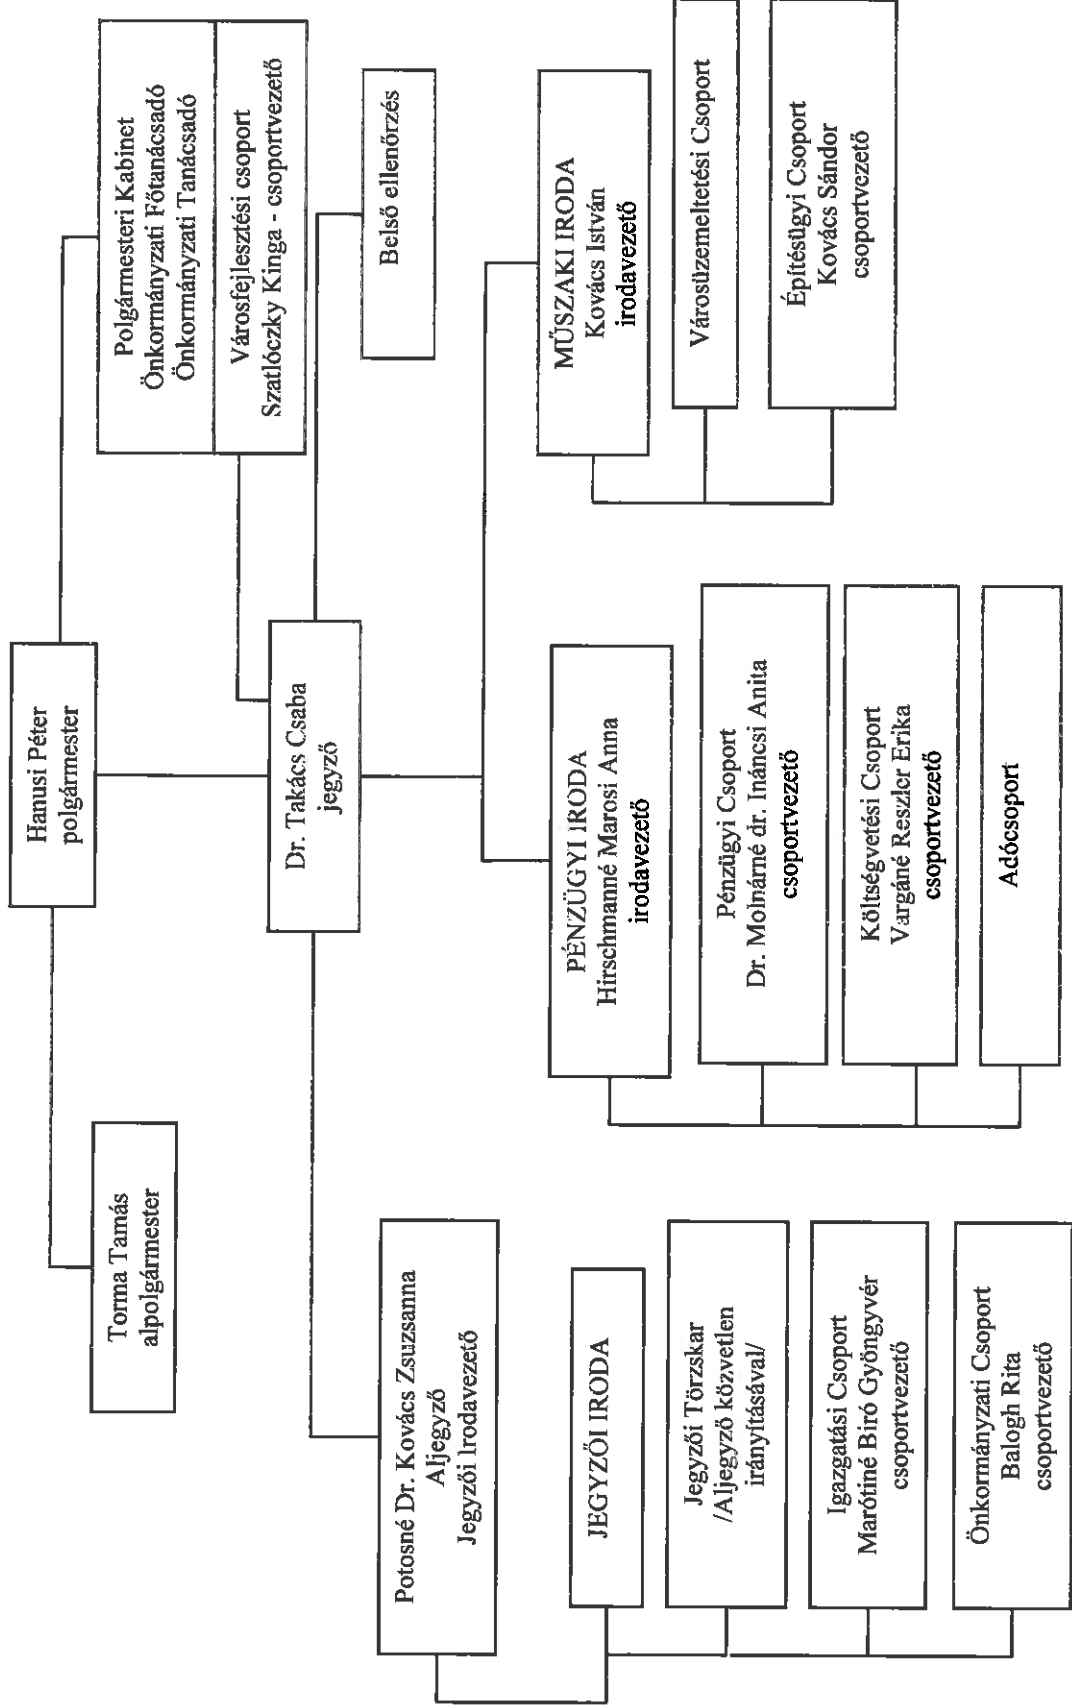 Hanusi Péter
polgármester
Torma Tamás
alpolgármester
Polgármesteri Kabinet
Önkormányzati Főtanácsadó
Önkormányzati Tanácsadó
Városfejlesztési csoport
Szatlóczky Kinga - csoportvezető
Dr. Takács Csaba
jegyző
Belső ellenőrzés
Potosné Dr. Kovács Zsuzsanna
Aljegyző
Jegyzői Irodavezető
JEGYZŐI IRODA
Jegyzői Törzskar
/Aljegyző közvetlen
irányításával/
Igazgatási Csoport
Marótiné Biró Gyöngyvér
csoportvezető
Önkormányzati Csoport
Balogh Rita
csoportvezető
PÉNZÜGYI IRODA
Hirschmanné Marosi Anna
irodavezető
Pénzügyi Csoport
Dr. Molnárné dr. Ináncsi Anita
csoportvezető
Költségvetési Csoport
Vargáné Reszler Erika
csoportvezető
Adócsoport
MŰSZAKI IRODA
Kovács István
irodavezető
Városüzemeltetési Csoport
Építésügyi Csoport
Kovács Sándor
csoportvezető